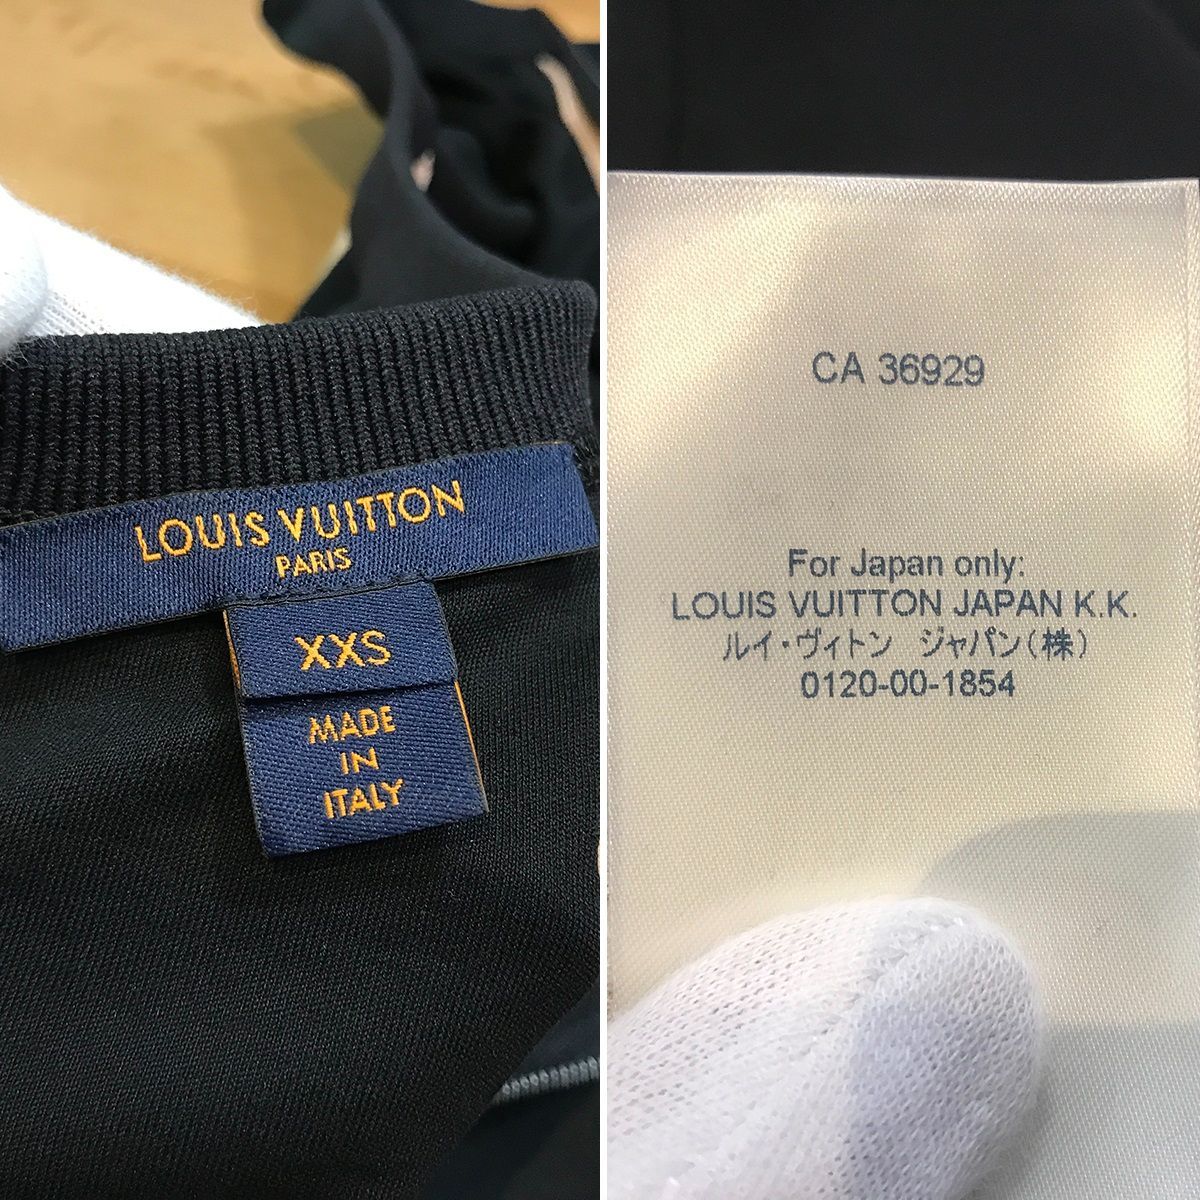 LOUIS VUITTON
PARIS
XXS
MADE
IN
ITALY
CA 36929
For Japan only:
LOUIS VUITTON JAPAN K.K.
ルイ・ヴィトン ジャパン(株)
0120-00-1854